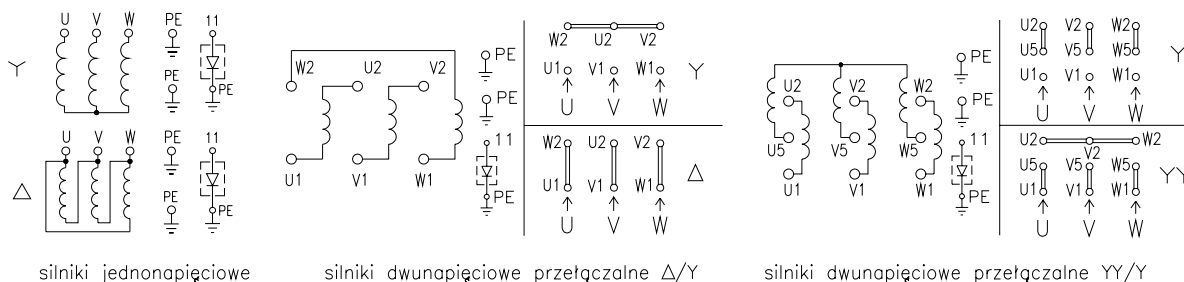 U V W PE 11
Y
PE PE
U V W PE 11
Δ
PE PE
silniki jednonapięciowe
W2 U2 V2
U1 V1 W1
PE
PE
11
PE
W2 U2 V2
U1 V1 W1 Y
U V W
W2 U2 V2
U1 V1 W1 Δ
U V W
silniki dwunapięciowe przełączalne Δ/Y
U2 V2 W2
U5 V5 W5
U1 V1 W1
PE
PE
11
PE
U2 V2 W2
U5 V5 W5 Y
U1 V1 W1
U V W
U2 V2 W2
U5 V5 W5 YY
U1 V1 W1
U V W
silniki dwunapięciowe przełączalne YY/Y